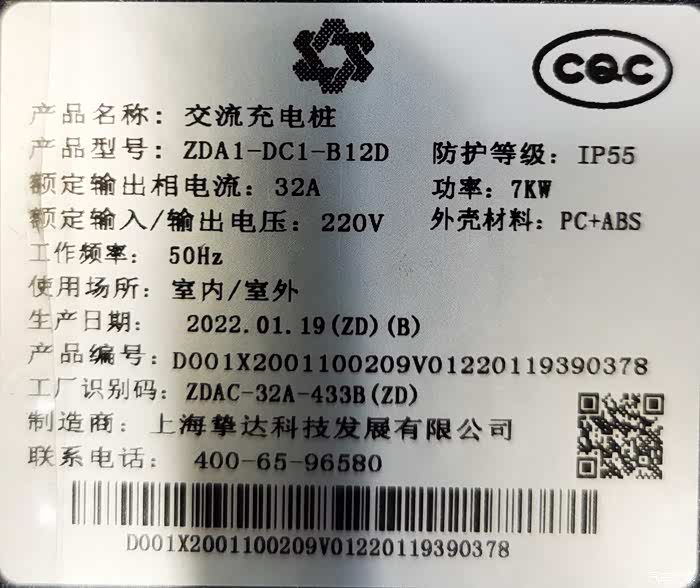 CQC
产品名称: 交流充电桩
产品型号: ZDA1-DC1-B12D 防护等级: IP55
额定输出相电流: 32A 功率: 7KW
额定输入/输出电压: 220V 外壳材料: PC+ABS
工作频率: 50Hz
使用场所: 室内/室外
生产日期: 2022.01.19(ZD)(B)
产品编号: D001X2001100209V01220119390378
工厂识别码: ZDAC-32A-433B(ZD)
制造商: 上海挚达科技发展有限公司
联系电话: 400-65-96580
D001X2001100209V01220119390378